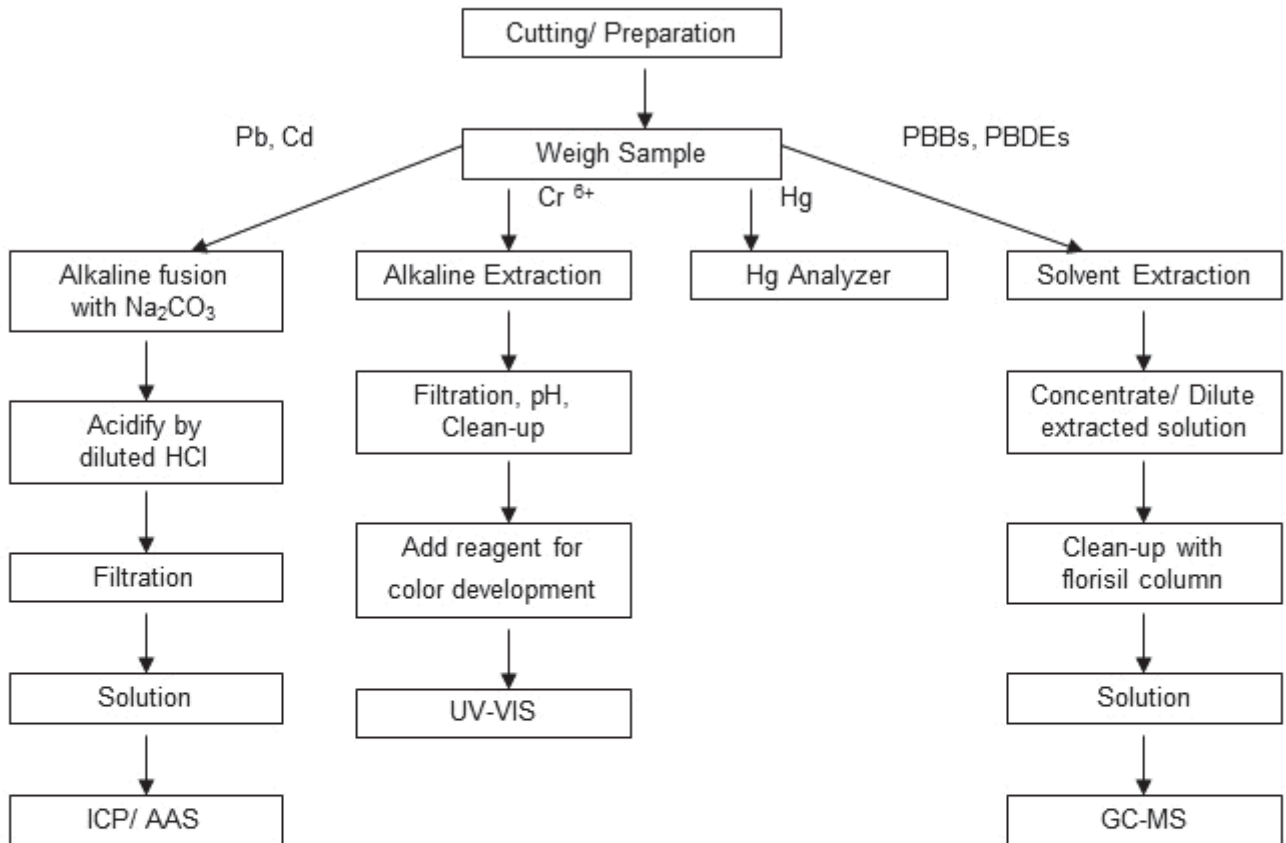 Cutting/ Preparation
Pb, Cd
PBBs, PBDEs
Weigh Sample
Cr ⁶⁺
Hg
Alkaline fusion
with Na₂CO₃
Alkaline Extraction
Hg Analyzer
Solvent Extraction
Acidify by
diluted HCl
Filtration, pH,
Clean-up
Concentrate/ Dilute
extracted solution
Filtration
Add reagent for
color development
Clean-up with
florisil column
Solution
UV-VIS
Solution
ICP/ AAS
GC-MS